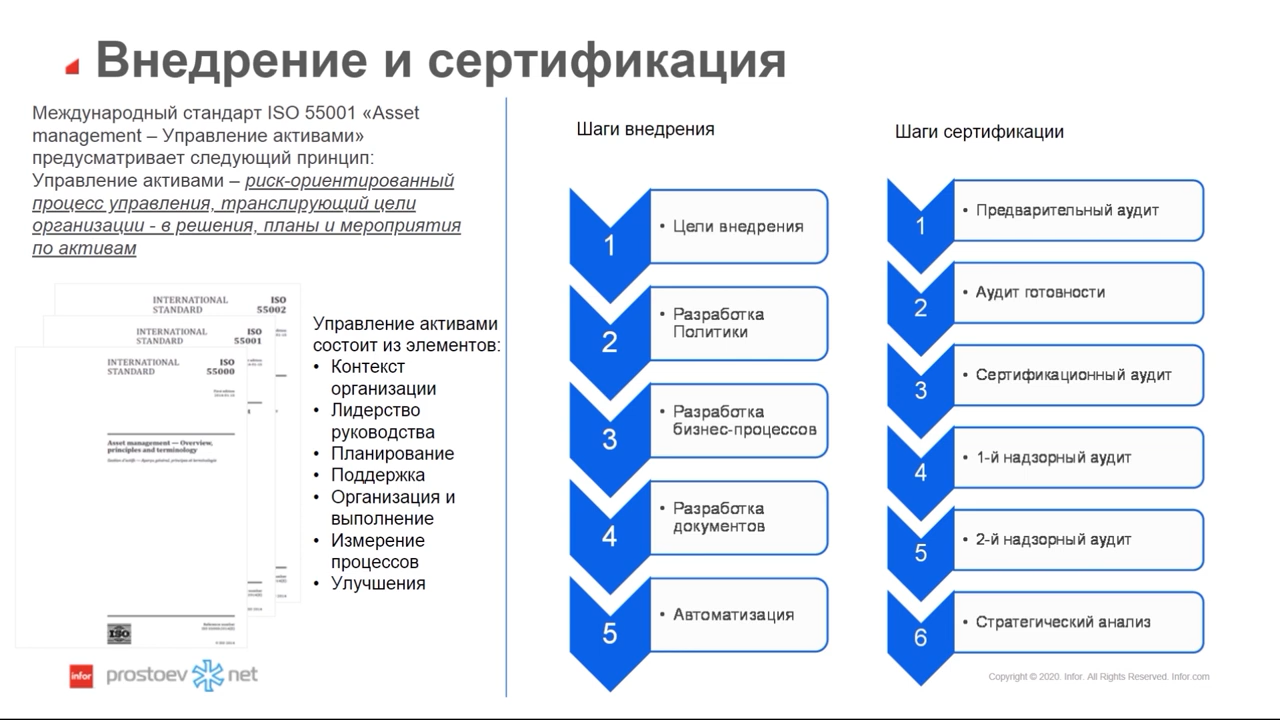 Внедрение и сертификация
Международный стандарт ISO 55001 «Asset
management – Управление активами»
предусматривает следующий принцип:
Управление активами – риск-ориентированный
процесс управления, транслирующий цели
организации - в решения, планы и мероприятия
по активам
INTERNATIONAL
STANDARD
ISO
55002
INTERNATIONAL
STANDARD
ISO
55001
INTERNATIONAL
STANDARD
ISO
55000
Asset management — Overview,
principles and terminology
ISO
Управление активами
состоит из элементов:
• Контекст
организации
• Лидерство
руководства
• Планирование
• Поддержка
• Организация и
выполнение
• Измерение
процессов
• Улучшения
infor
prostoev net
Шаги внедрения
1
• Цели внедрения
2
• Разработка
Политики
3
• Разработка
бизнес-процессов
4
• Разработка
документов
5
• Автоматизация
Шаги сертификации
1
• Предварительный аудит
2
• Аудит готовности
3
• Сертификационный аудит
4
• 1-й надзорный аудит
5
• 2-й надзорный аудит
6
• Стратегический анализ
Copyright © 2020. Infor. All Rights Reserved. Infor.com